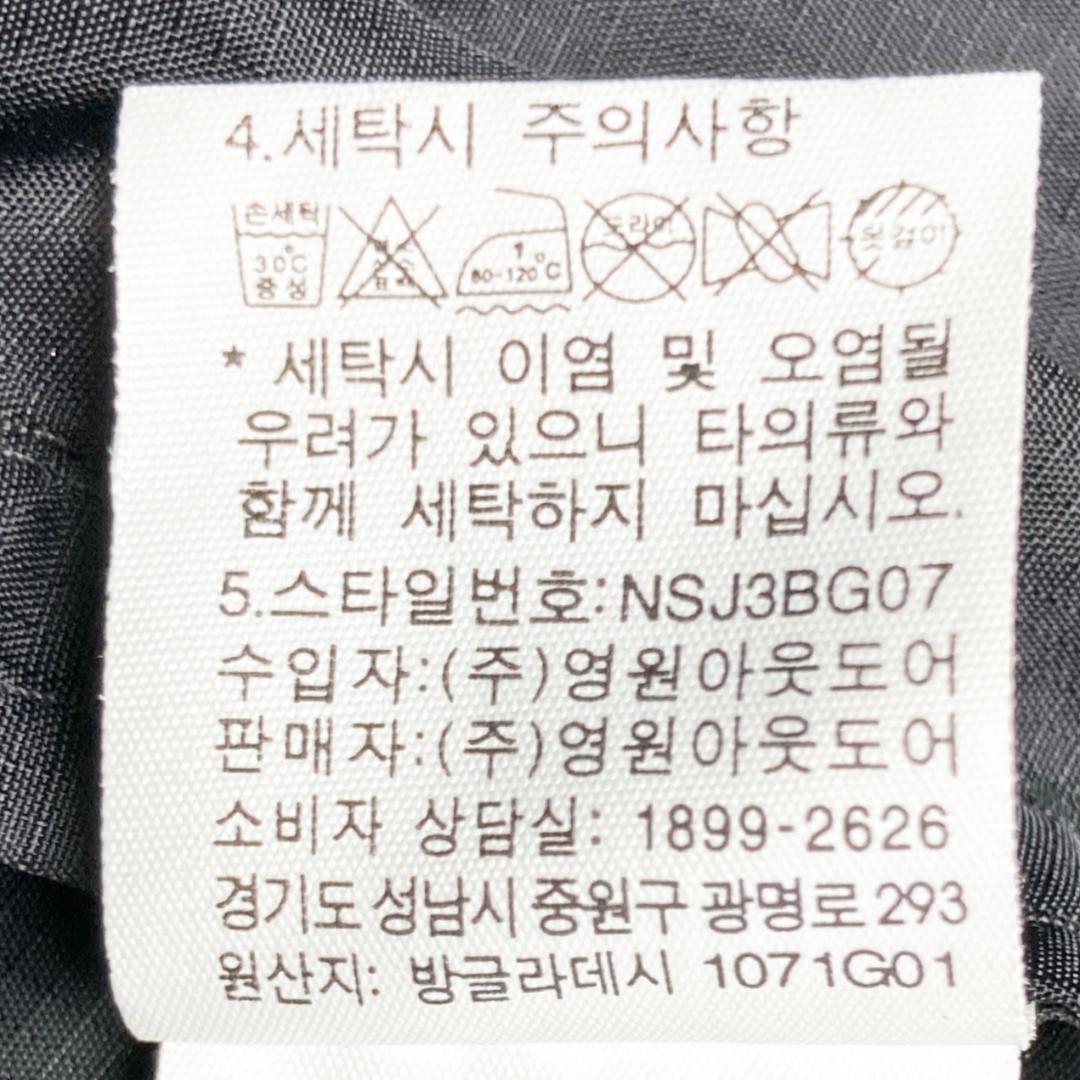 4.세탁시 주의사항
손세탁 30°C 중성 80-120°C 드라이 옷걸이
* 세탁시 이염 및 오염될
우려가 있으니 타의류와
함께 세탁하지 마십시오.
5.스타일번호:NSJ3BG07
수입자:(주)영원아웃도어
판매자:(주)영원아웃도어
소비자 상담실: 1899-2626
경기도 성남시 중원구 광명로 293
원산지: 방글라데시 1071G01